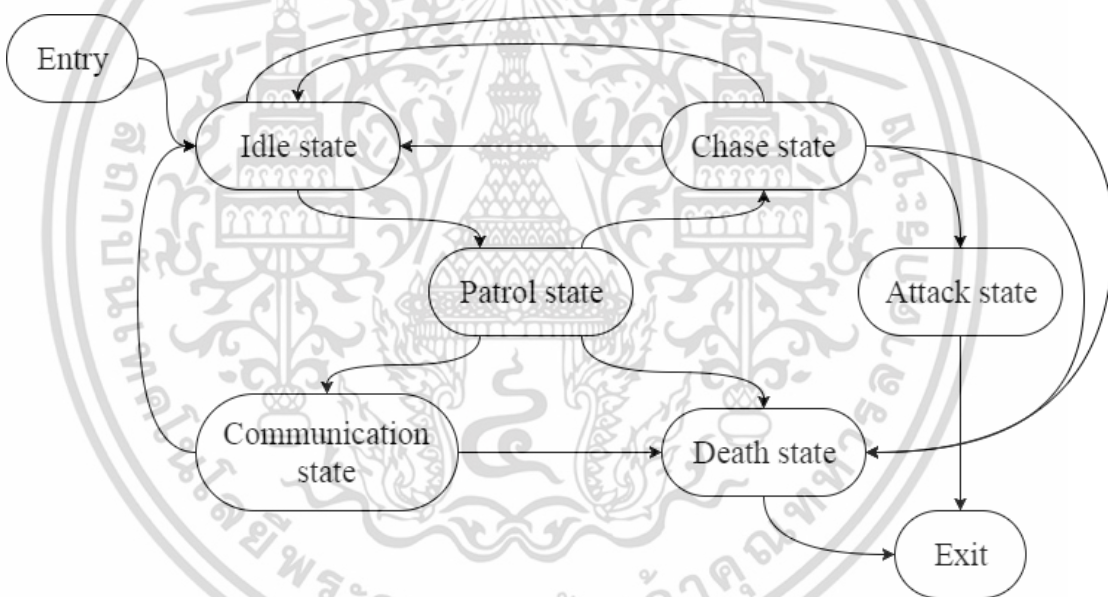 Entry
Idle state
Chase state
Patrol state
Attack state
Communication
state
Death state
Exit